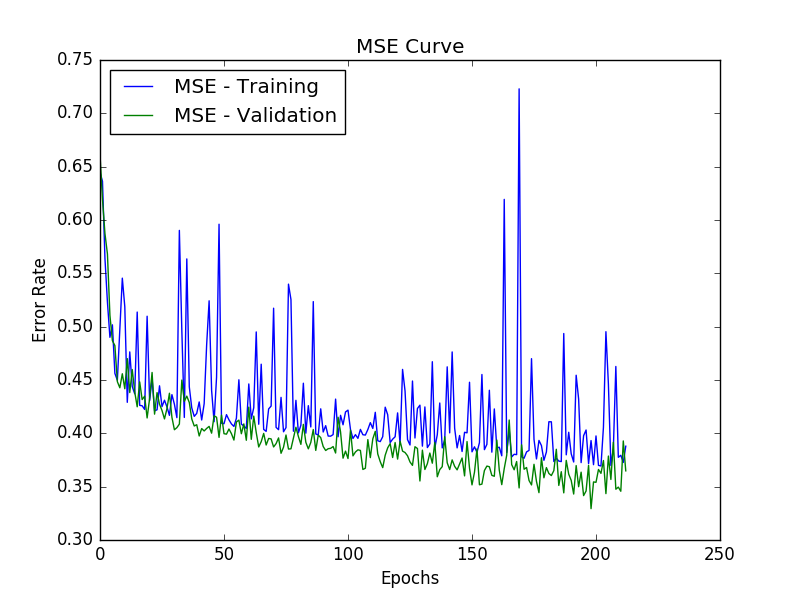 MSE Curve
MSE - Training
MSE - Validation
0.75
0.70
0.65
0.60
0.55
0.50
0.45
0.40
0.35
0.30
Error Rate
0 50 100 150 200 250
Epochs